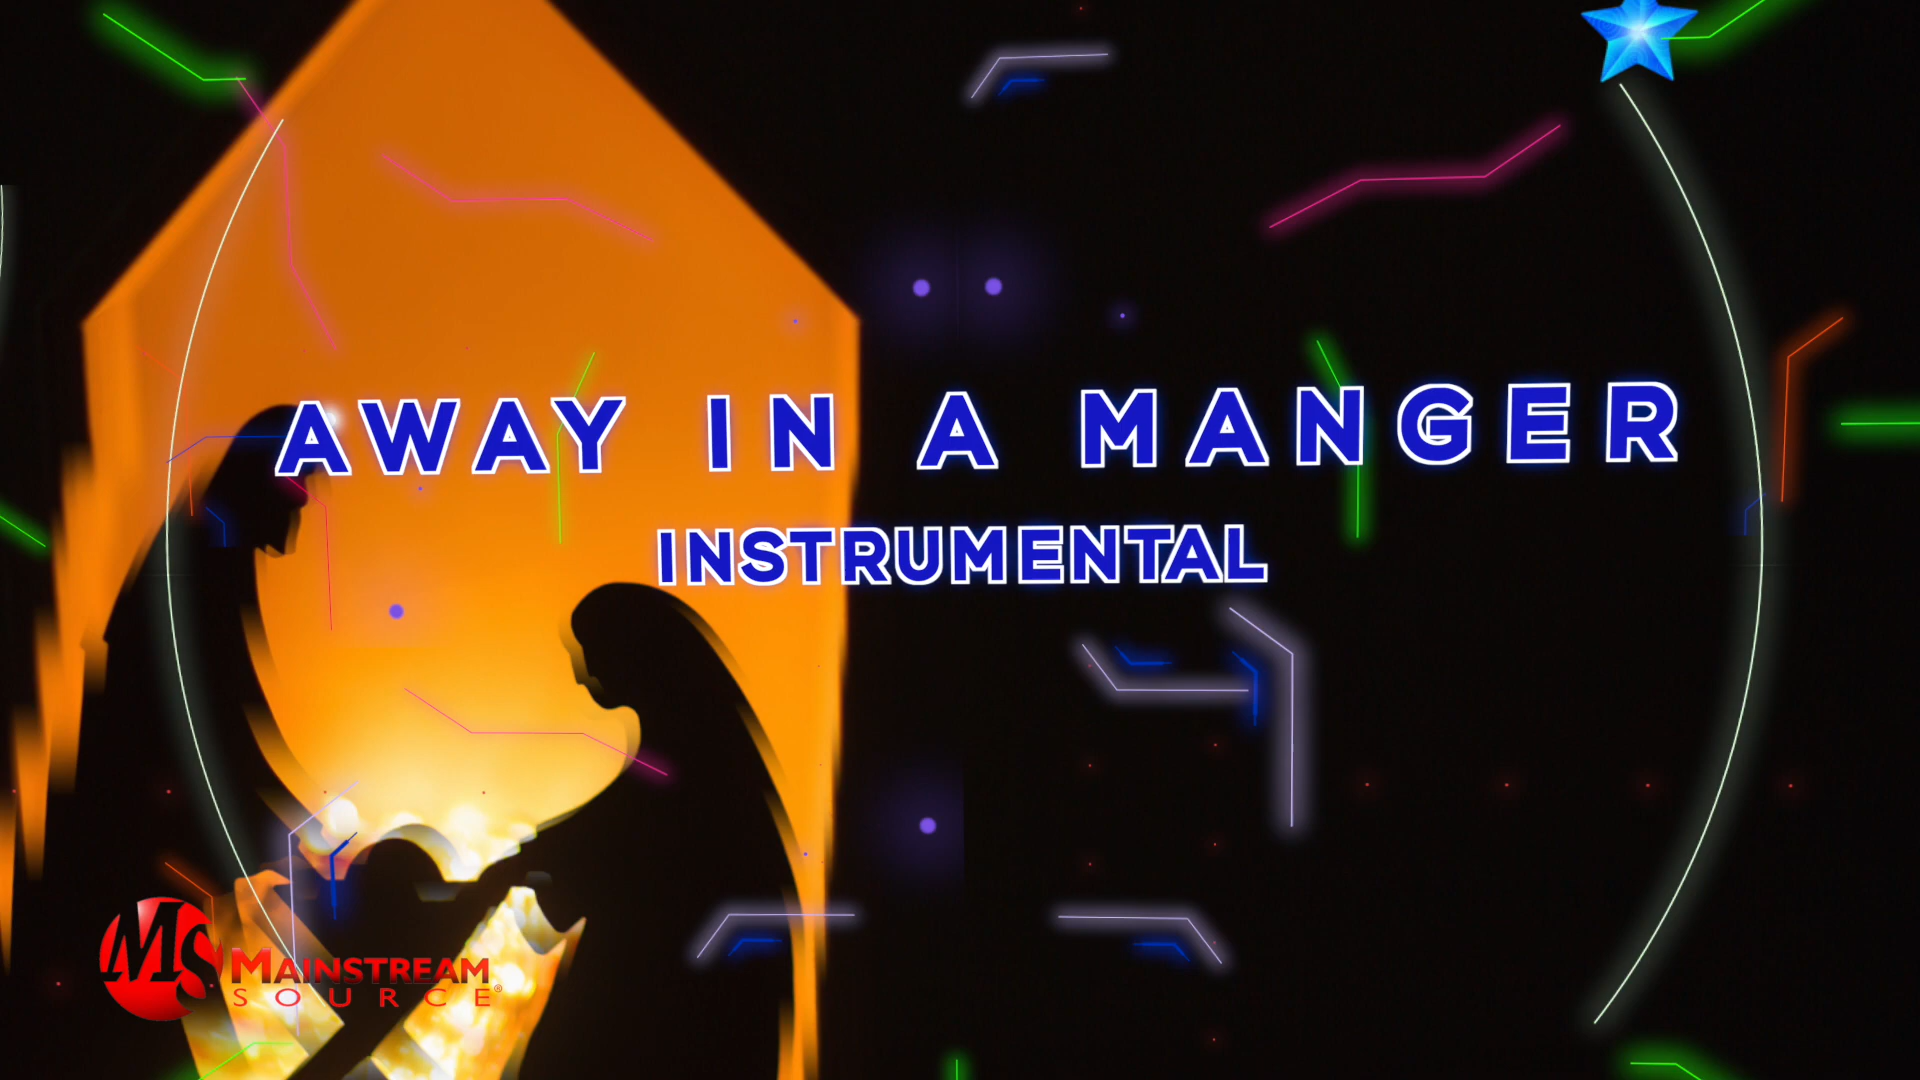 AWAY IN A MANGER
INSTRUMENTAL
MS
MAINSTREAM
SOURCE®